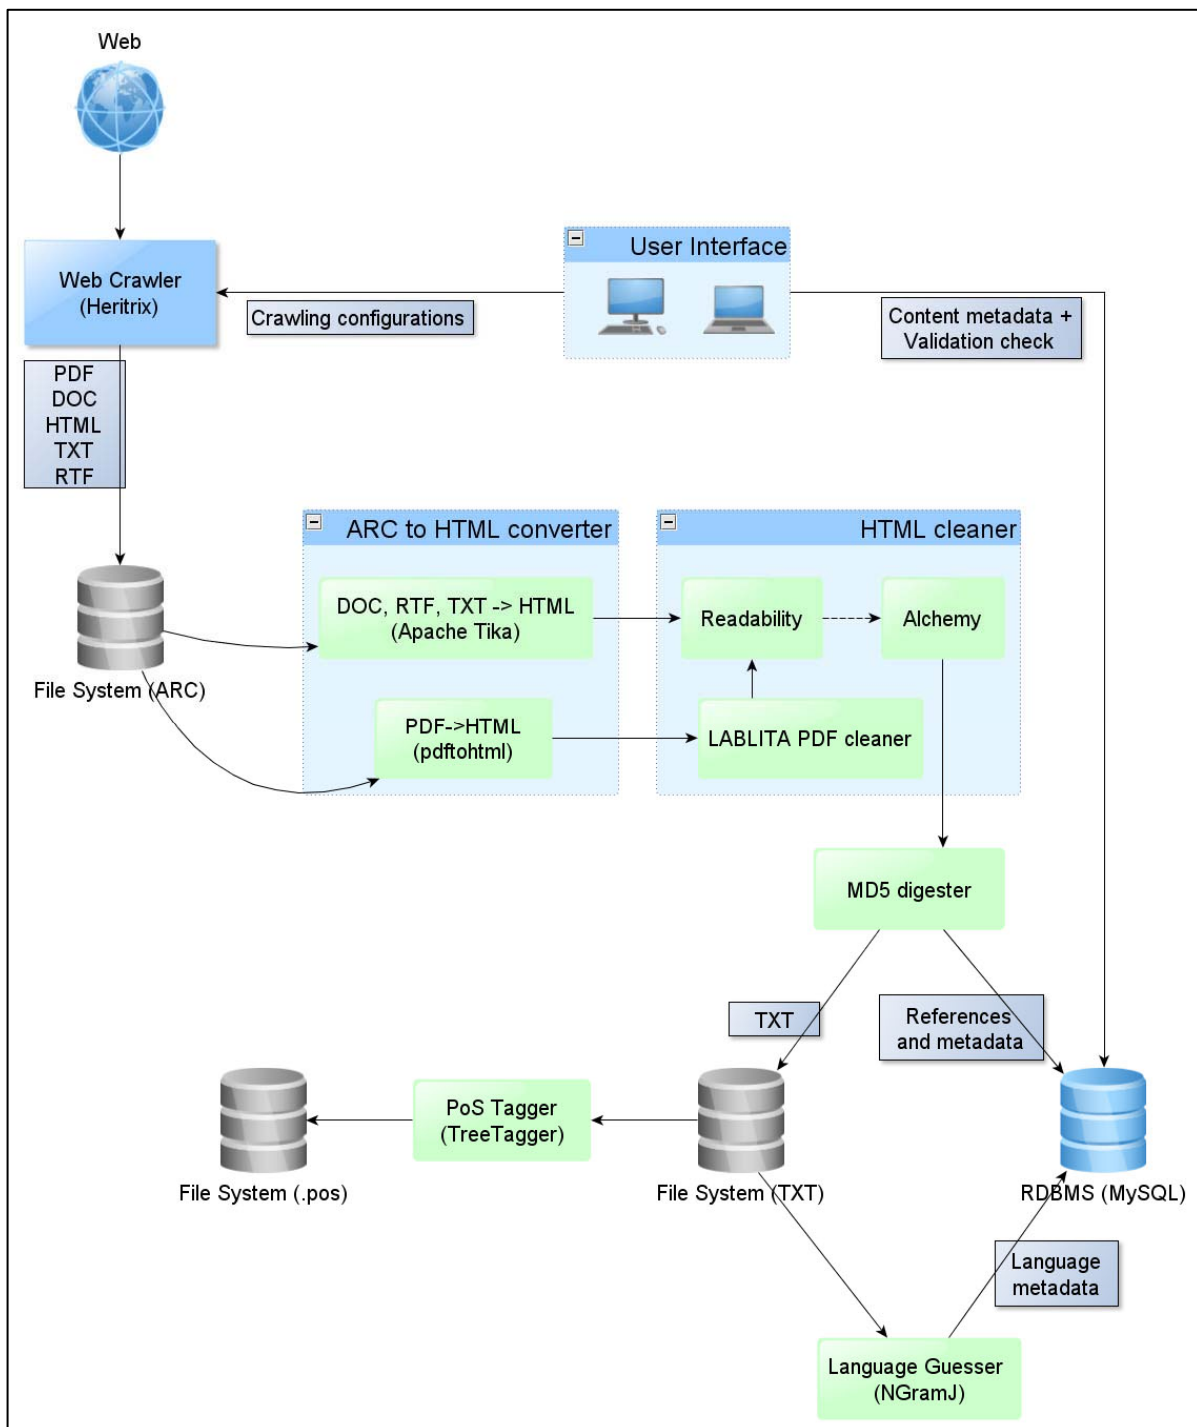 Web
Web Crawler
(Heritrix)
User Interface
Crawling configurations
Content metadata +
Validation check
PDF
DOC
HTML
TXT
RTF
File System (ARC)
ARC to HTML converter
DOC, RTF, TXT -> HTML
(Apache Tika)
PDF->HTML
(pdftohtml)
HTML cleaner
Readability
Alchemy
LABLITA PDF cleaner
MD5 digester
TXT
References
and metadata
File System (.pos)
PoS Tagger
(TreeTagger)
File System (TXT)
RDBMS (MySQL)
Language
metadata
Language Guesser
(NGramJ)